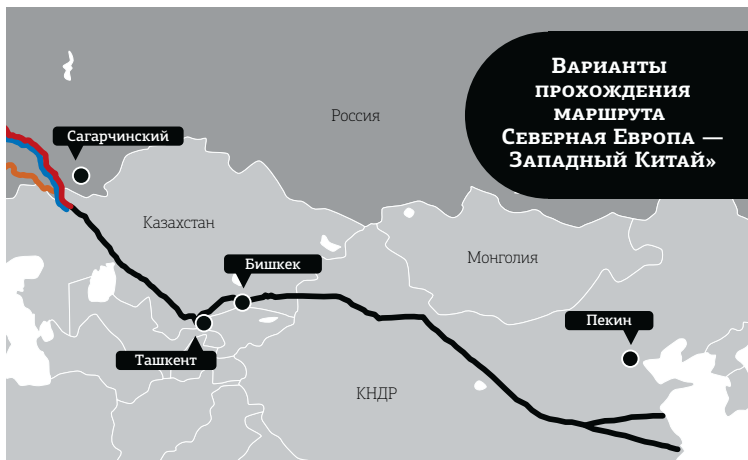 Варианты
прохождения
маршрута
Северная Европа —
Западный Китай»
Россия
Сагарчинский
Казахстан
Монголия
Бишкек
Пекин
Ташкент
КНДР